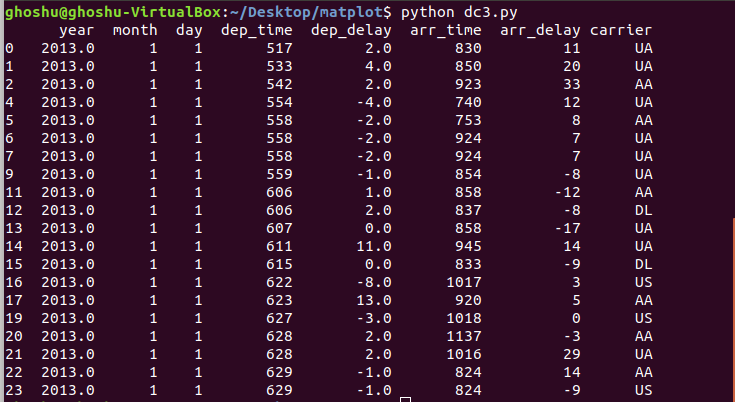 ghoshu@ghoshu-VirtualBox:~/Desktop/matplot$ python dc3.py
year month day dep_time dep_delay arr_time arr_delay carrier
0 2013.0 1 1 517 2.0 830 11 UA
1 2013.0 1 1 533 4.0 850 20 UA
2 2013.0 1 1 542 2.0 923 33 AA
4 2013.0 1 1 554 -4.0 740 12 UA
5 2013.0 1 1 558 -2.0 753 8 AA
6 2013.0 1 1 558 -2.0 924 7 UA
7 2013.0 1 1 558 -2.0 924 7 UA
9 2013.0 1 1 559 -1.0 854 -8 UA
11 2013.0 1 1 606 1.0 858 -12 AA
12 2013.0 1 1 606 2.0 837 -8 DL
13 2013.0 1 1 607 0.0 858 -17 UA
14 2013.0 1 1 611 11.0 945 14 UA
15 2013.0 1 1 615 0.0 833 -9 DL
16 2013.0 1 1 622 -8.0 1017 3 US
17 2013.0 1 1 623 13.0 920 5 AA
19 2013.0 1 1 627 -3.0 1018 0 US
20 2013.0 1 1 628 2.0 1137 -3 AA
21 2013.0 1 1 628 2.0 1016 29 UA
22 2013.0 1 1 629 -1.0 824 14 AA
23 2013.0 1 1 629 -1.0 824 -9 US